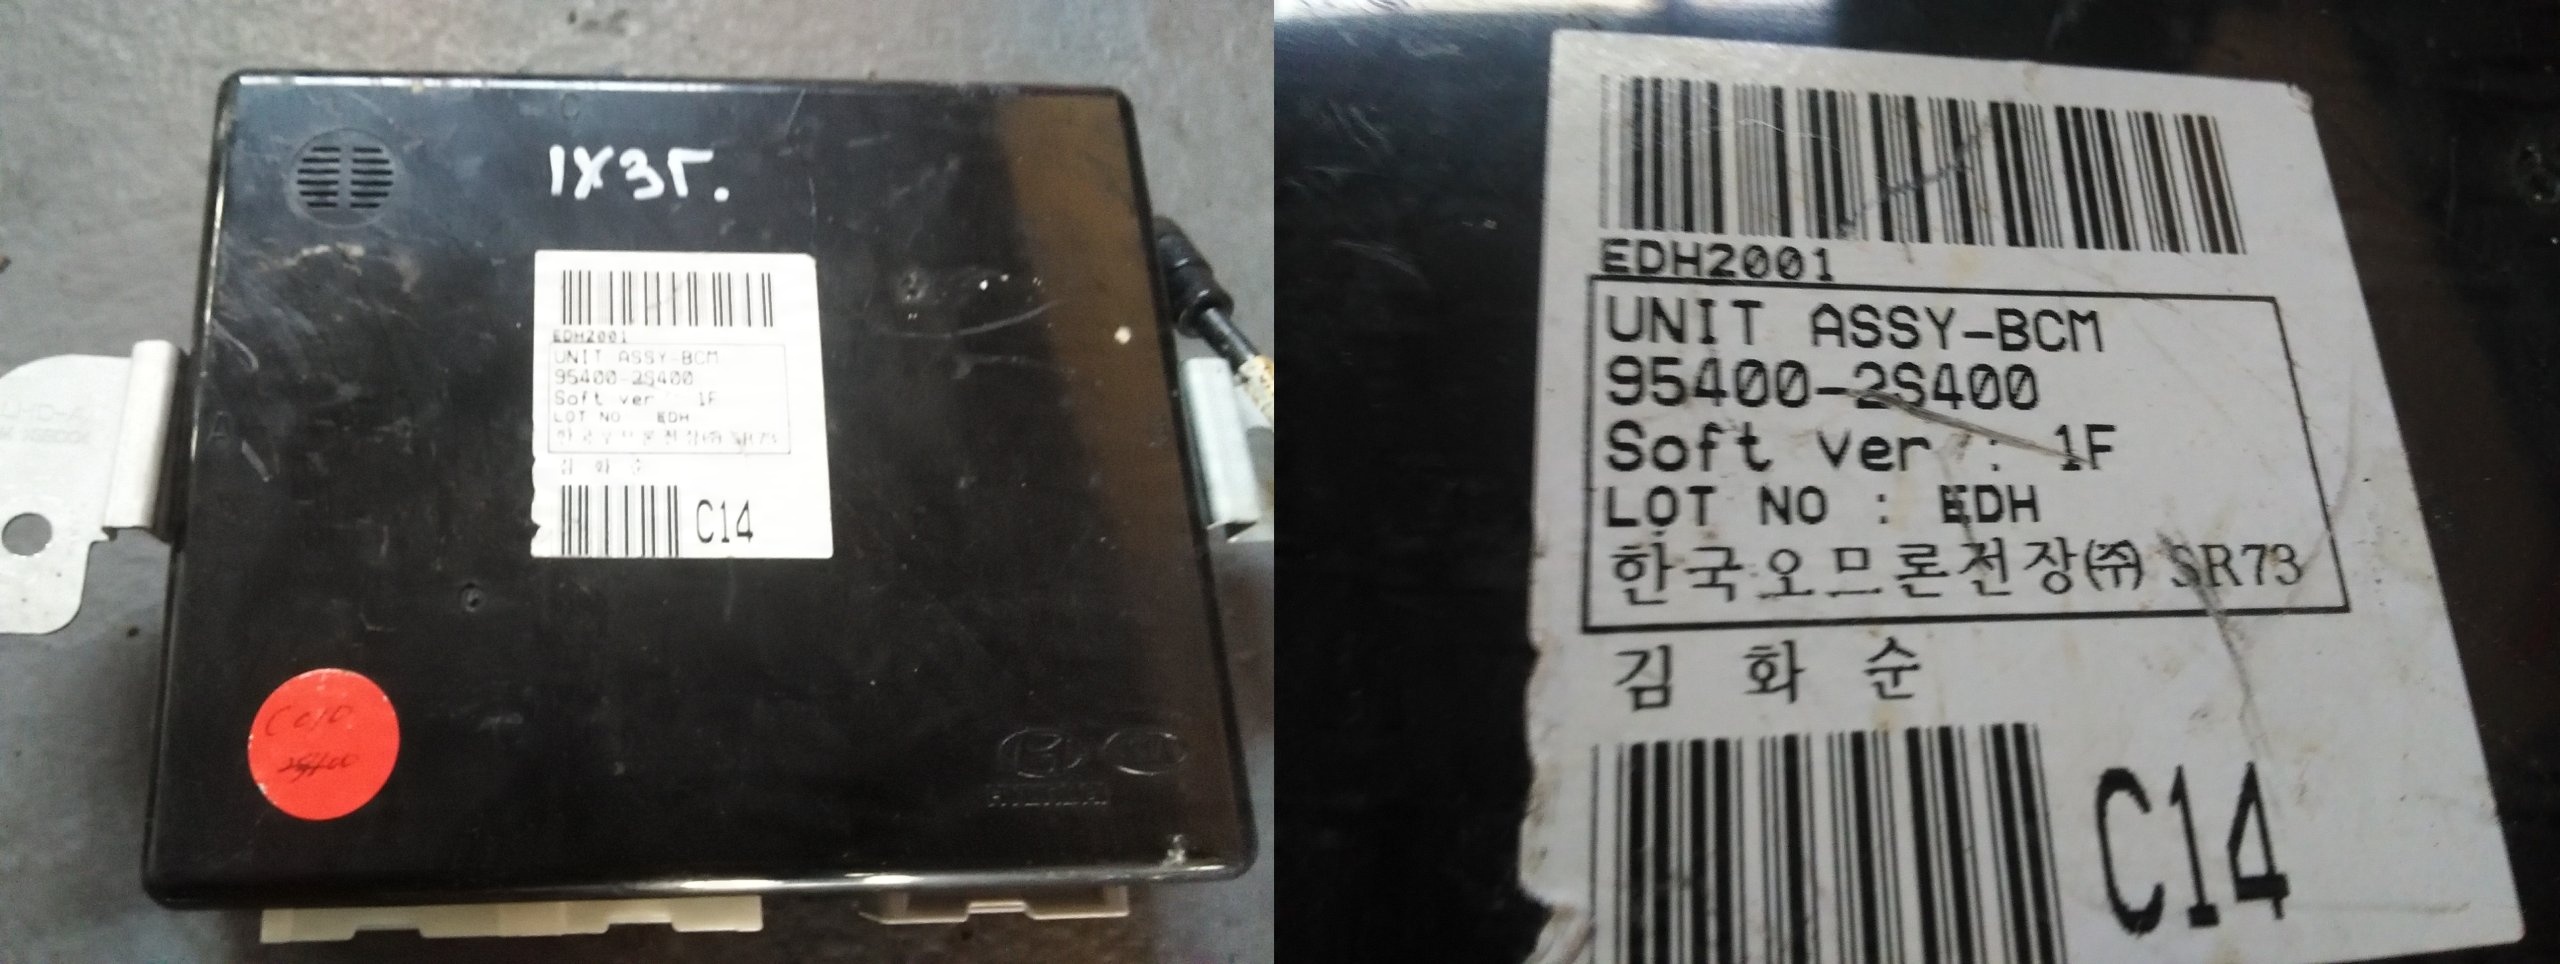 IX3Г.
EDH2001
UNIT ASSY-BCM
95400-2S400
Soft ver : 1F
LOT NO EDH
한국오므론전장㈜ SR73
김 화 순
C14
HYUNDAI
EDH2001
UNIT ASSY-BCM
95400-2S400
Soft ver : 1F
LOT NO : EDH
한국오므론전장㈜ SR73
김 화 순
C14